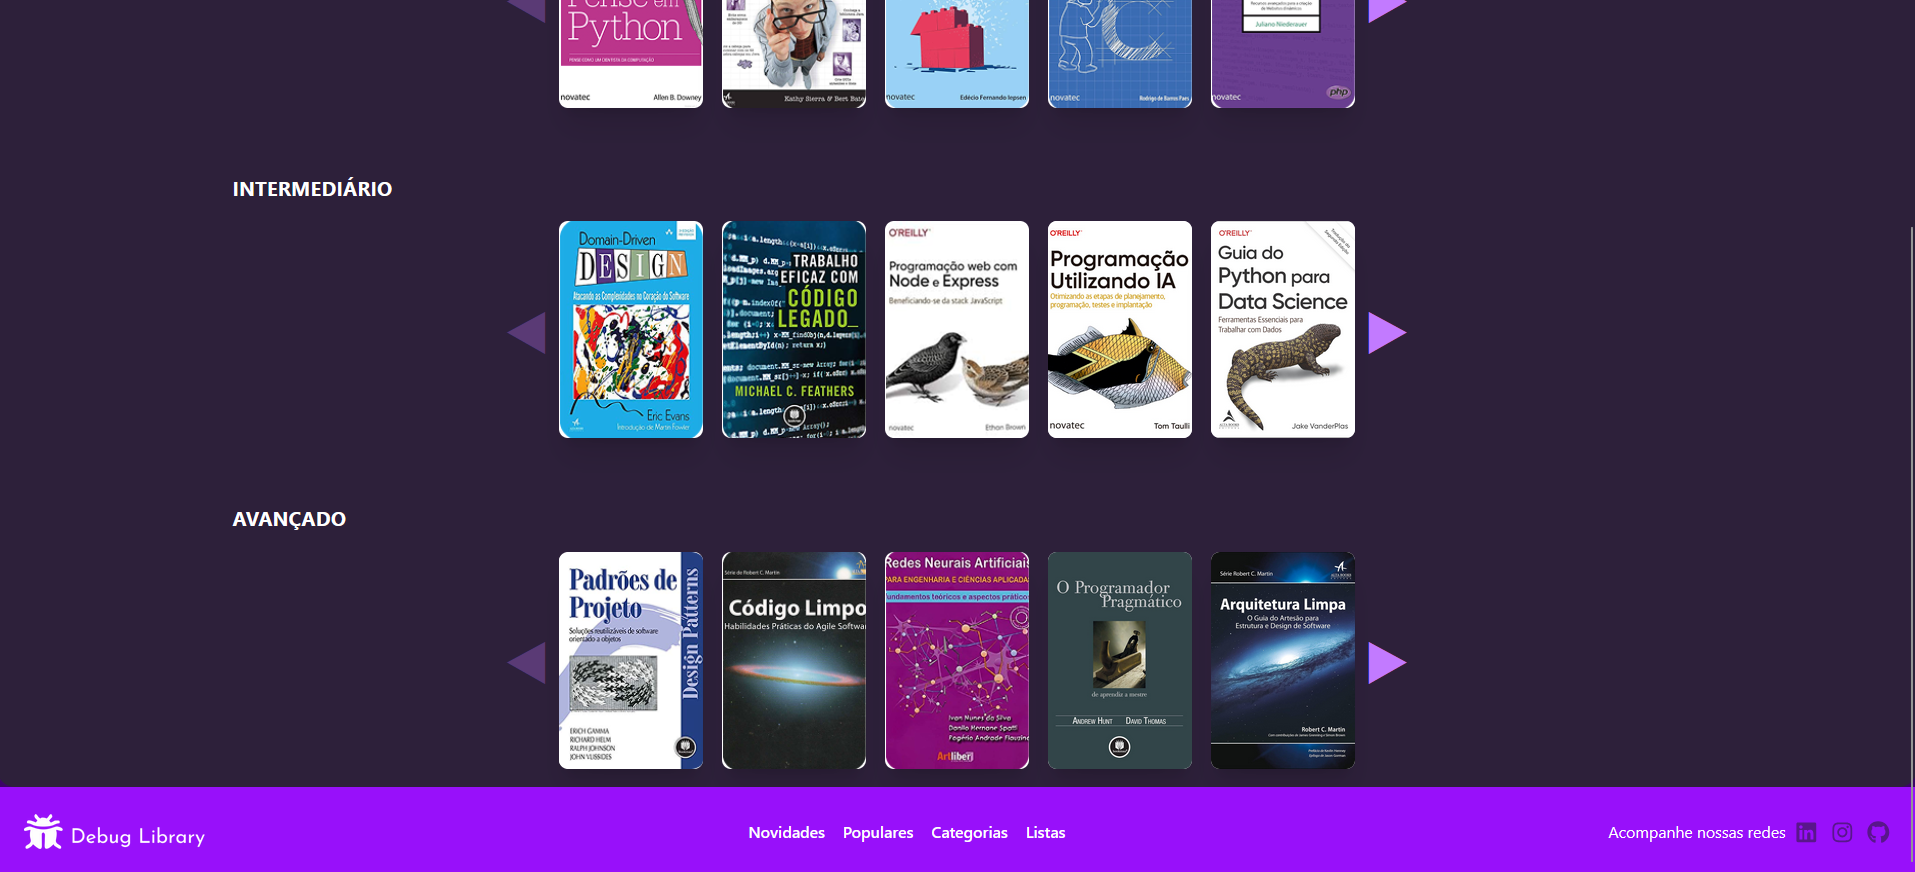 Pense em
Python
PENSE COMO UM CIENTISTA DA COMPUTAÇÃO
novatec
Allen B. Downey
Kathy Sierra & Bert Bates
novatec
Edécio Fernando Iepsen
novatec
Rodrigo de Barros Paes
Juliano Niederauer
novatec
php
INTERMEDIÁRIO
Domain-Driven
DESIGN
Atacando as Complexidades no Coração do Software
Eric Evans
Introdução de Martin Fowler
TRABALHO
EFICAZ COM
CÓDIGO
LEGADO_
MICHAEL C. FEATHERS
O'REILLY
Programação web com
Node e Express
Beneficiando-se da stack JavaScript
novatec
Ethan Brown
O'REILLY
Programação
Utilizando IA
Otimizando as etapas de planejamento,
programação, testes e implantação
novatec
Tom Taulli
O'REILLY
Tradução da
Segunda Edição
Guia do
Python para
Data Science
Ferramentas Essenciais para
Trabalhar com Dados
ALTA BOOKS
Jake VanderPlas
AVANÇADO
Padrões de
Projeto
Soluções reutilizáveis de software
orientado a objetos
Design Patterns
ERICH GAMMA
RICHARD HELM
RALPH JOHNSON
JOHN VLISSIDES
Série de Robert C. Martin
Código Limpo
Habilidades Práticas do Agile Software
Redes Neurais Artificiais
PARA ENGENHARIA E CIÊNCIAS APLICADAS
fundamentos teóricos e aspectos práticos
Ivan Nunes da Silva
Danilo Hernane Spatti
Rogério Andrade Flauzino
Artliber
O Programador
Pragmático
de aprendiz a mestre
ANDREW HUNT DAVID THOMAS
Série Robert C. Martin
ALTA BOOKS
Arquitetura Limpa
O Guia do Artesão para
Estrutura e Design de Software
Robert C. Martin
Debug Library
Novidades Populares Categorias Listas
Acompanhe nossas redes